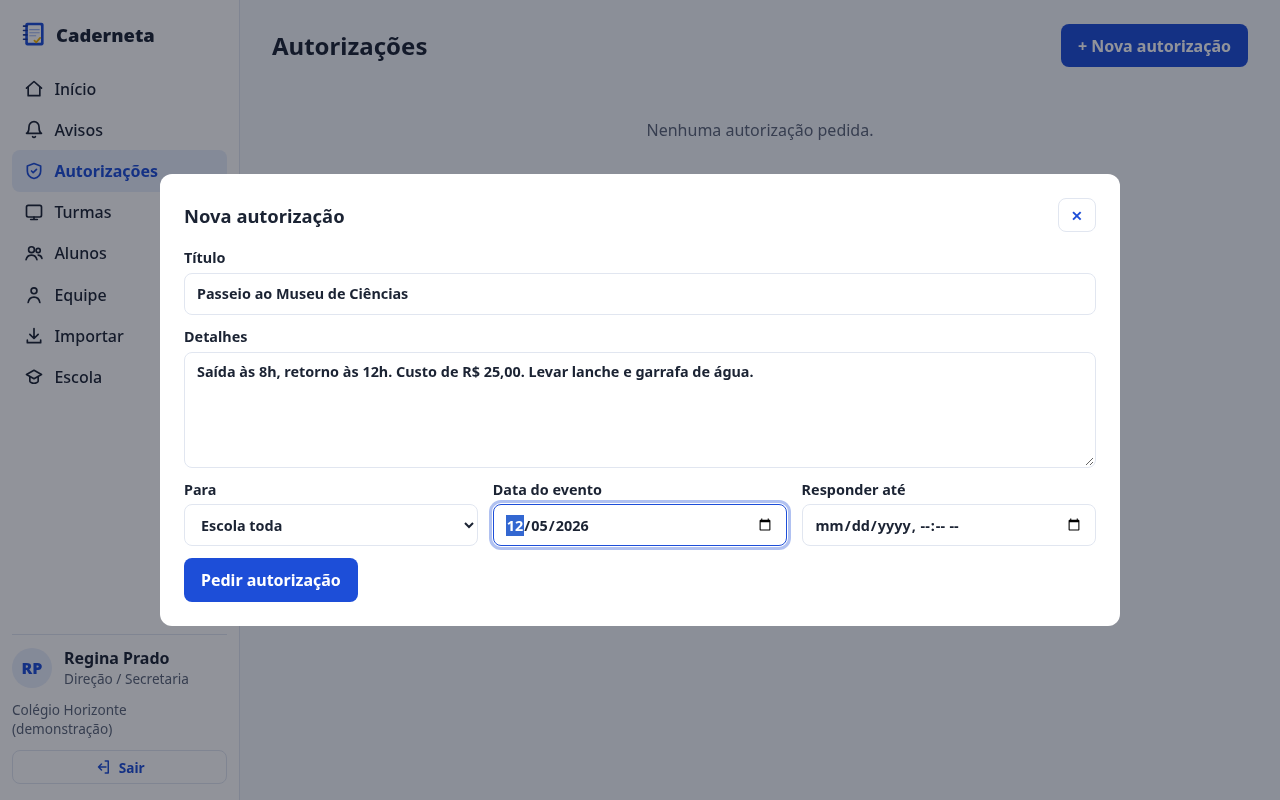 Caderneta
Início
Avisos
Autorizações
Turmas
Alunos
Equipe
Importar
Escola
RP
Regina Prado
Direção / Secretaria
Colégio Horizonte
(demonstração)
Sair
Autorizações
+ Nova autorização
Nenhuma autorização pedida.
Nova autorização
×
Título
Passeio ao Museu de Ciências
Detalhes
Saída às 8h, retorno às 12h. Custo de R$ 25,00. Levar lanche e garrafa de água.
Para
Escola toda
Data do evento
12/05/2026
Responder até
mm/dd/yyyy, --:-- --
Pedir autorização